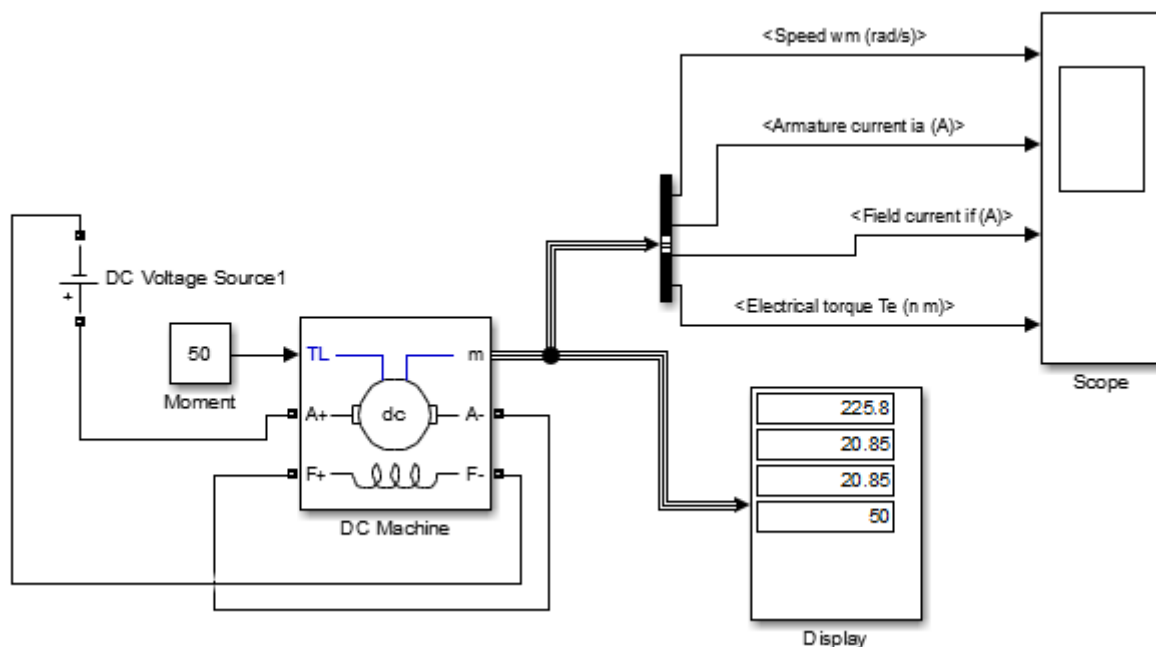 <Speed wm (rad/s)>
<Armature current ia (A)>
<Field current if (A)>
<Electrical torque Te (n m)>
Scope
DC Voltage Source1
+
50
Moment
TL
m
A+
dc
A-
F+
F-
DC Machine
225.8
20.85
20.85
50
Display